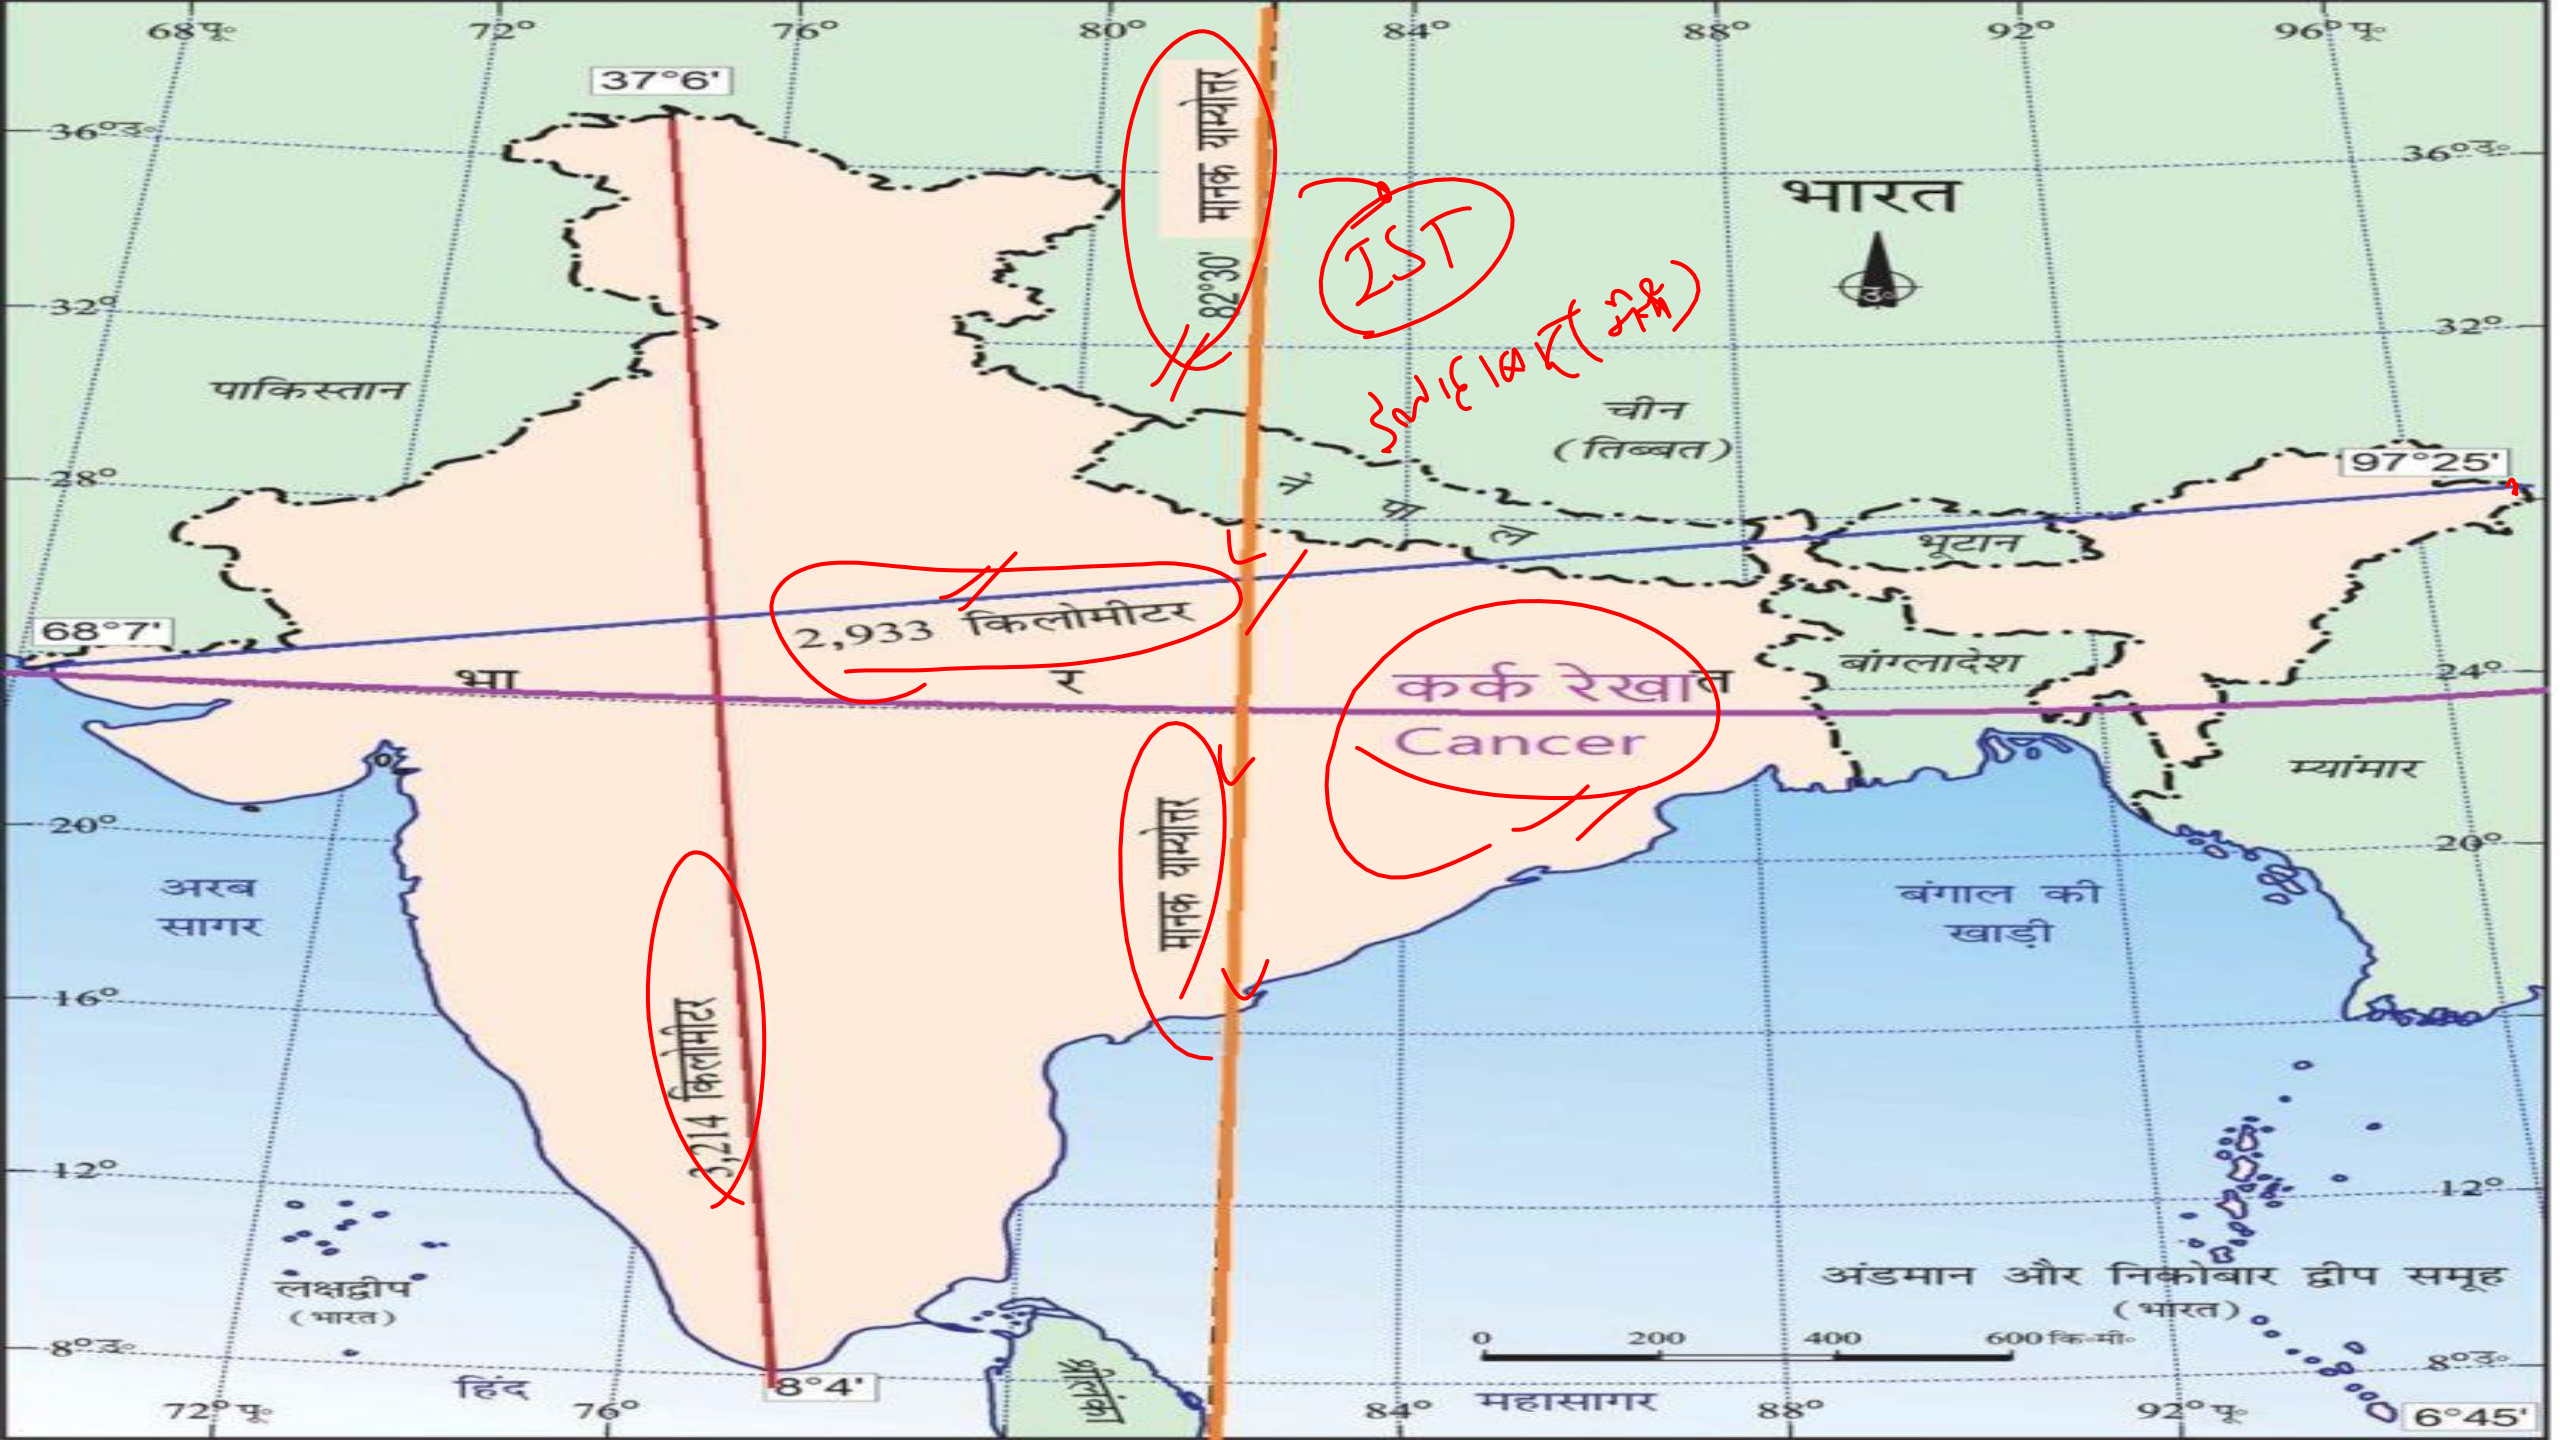 68°पू॰ 72° 76° 80° 84° 88° 92° 96° पू॰
37°6'
मानक याम्योत्तर 82°30'
36°उ॰
36°उ॰
भारत
IST
उ॰
32°
32°
पाकिस्तान
चीन
(तिब्बत)
28°
97°25'
ने पा ल
भूटान
68°7'
2,933 किलोमीटर
बांग्लादेश
24°
भा र त
कर्क रेखा
Cancer
म्यांमार
मानक याम्योत्तर
20°
20°
अरब
सागर
बंगाल की
खाड़ी
16°
3,214 किलोमीटर
12°
12°
लक्षद्वीप
(भारत)
अंडमान और निकोबार द्वीप समूह
(भारत)
0 200 400 600 कि॰मी॰
8°उ॰
8°उ॰
हिंद
8°4'
श्रीलंका
महासागर
72°पू॰ 76° 84° 88° 92°पू॰
6°45'